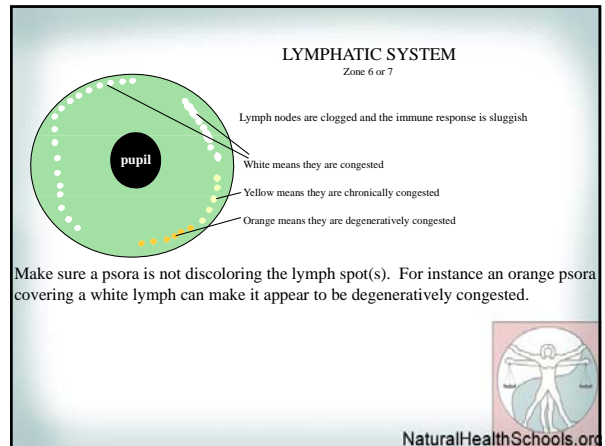 LYMPHATIC SYSTEM
Zone 6 or 7
Lymph nodes are clogged and the immune response is sluggish
pupil
White means they are congested
Yellow means they are chronically congested
Orange means they are degeneratively congested
Make sure a psora is not discoloring the lymph spot(s). For instance an orange psora
covering a white lymph can make it appear to be degeneratively congested.
NaturalHealthSchools.org